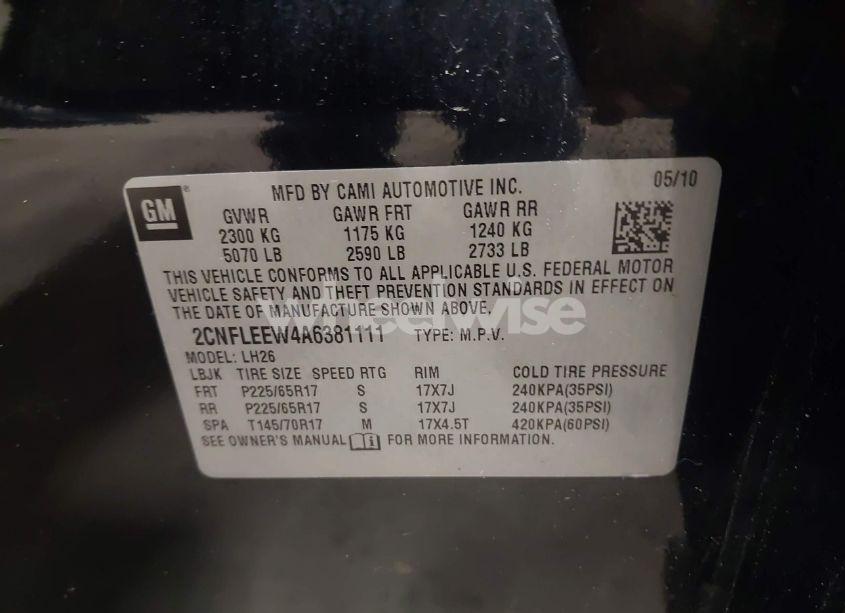 GM
®
MFD BY CAMI AUTOMOTIVE INC. 05/10
GVWR GAWR FRT GAWR RR
2300 KG 1175 KG 1240 KG
5070 LB 2590 LB 2733 LB
THIS VEHICLE CONFORMS TO ALL APPLICABLE U.S. FEDERAL MOTOR
VEHICLE SAFETY AND THEFT PREVENTION STANDARDS IN EFFECT ON
THE DATE OF MANUFACTURE SHOWN ABOVE.
wheelwise
2CNFLEEW4A6381111 TYPE: M.P.V.
MODEL: LH26
LBJK TIRE SIZE SPEED RTG RIM COLD TIRE PRESSURE
FRT P225/65R17 S 17X7J 240KPA(35PSI)
RR P225/65R17 S 17X7J 240KPA(35PSI)
SPA T145/70R17 M 17X4.5T 420KPA(60PSI)
SEE OWNER'S MANUAL FOR MORE INFORMATION.